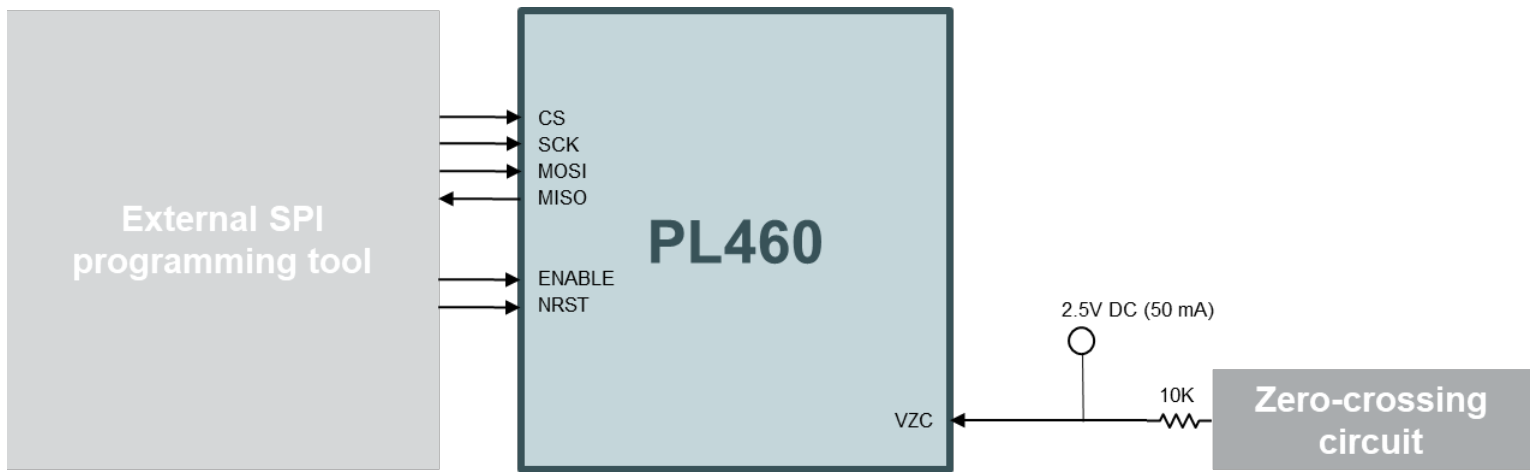 External SPI
programming tool
CS
SCK
MOSI
MISO
ENABLE
NRST
PL460
VZC
2.5V DC (50 mA)
10K
Zero-crossing
circuit